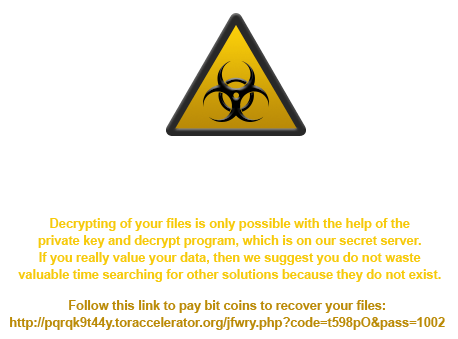 Decrypting of your files is only possible with the help of the
private key and decrypt program, which is on our secret server.
If you really value your data, then we suggest you do not waste
valuable time searching for other solutions because they do not exist.
Follow this link to pay bit coins to recover your files:
http://pqrqk9t44y.toraccelerator.org/jfwry.php?code=t598pO&pass=1002